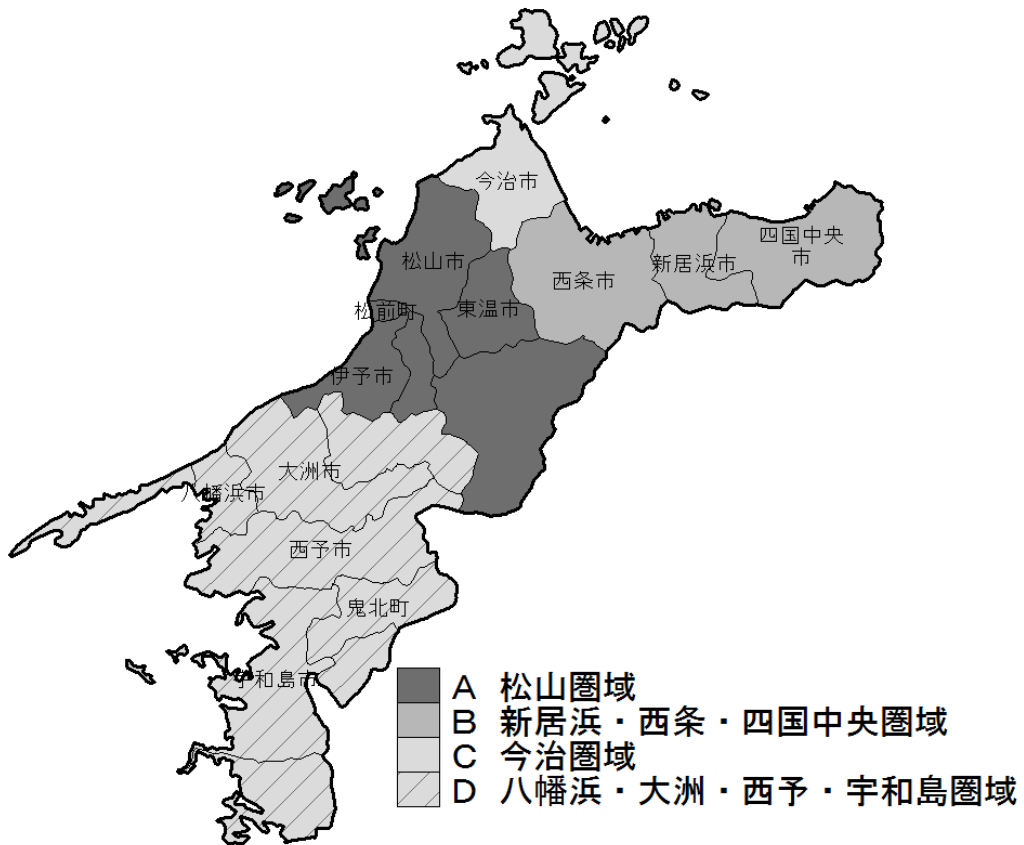 今治市
四国中央
市
松山市
新居浜市
西条市
松前町
東温市
伊予市
大洲市
八幡浜市
西予市
鬼北町
宇和島市
A 松山圏域
B 新居浜・西条・四国中央圏域
C 今治圏域
D 八幡浜・大洲・西予・宇和島圏域